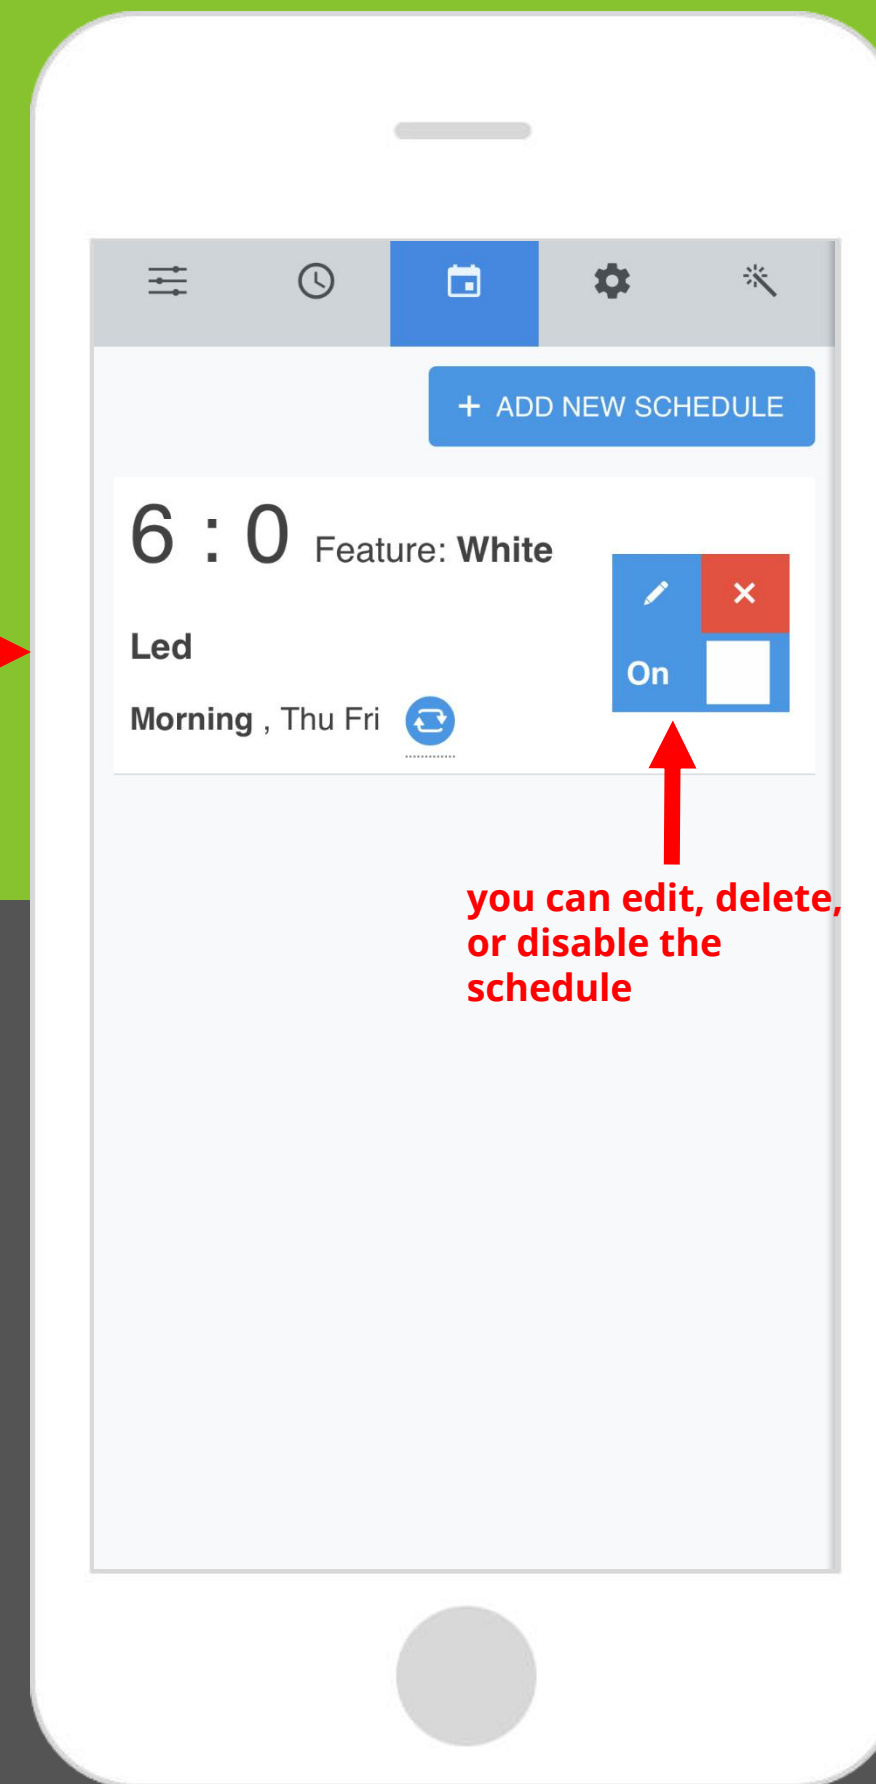 + ADD NEW SCHEDULE
6 : 0 Feature: White
Led
On
Morning , Thu Fri
you can edit, delete,
or disable the
schedule